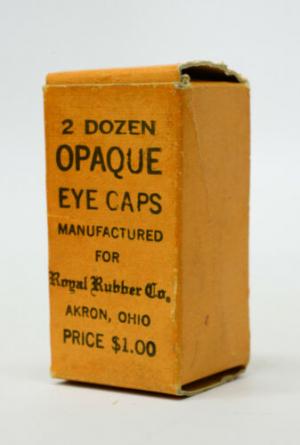 2 DOZEN
OPAQUE
EYE CAPS
MANUFACTURED
FOR
Royal Rubber Co.
AKRON, OHIO
PRICE $1.00